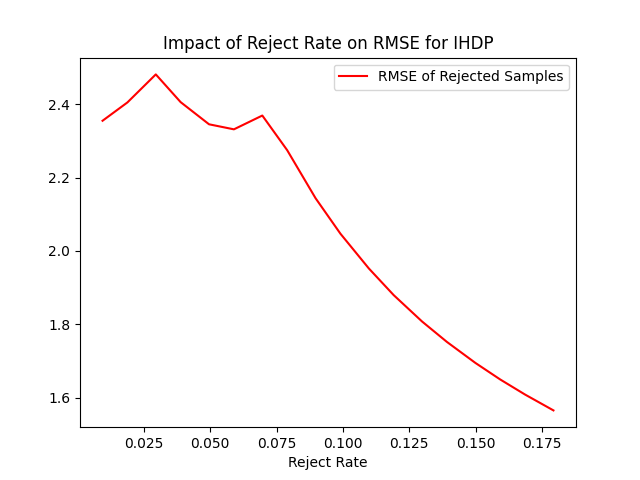 Impact of Reject Rate on RMSE for IHDP
RMSE of Rejected Samples
2.4
2.2
2.0
1.8
1.6
0.025 0.050 0.075 0.100 0.125 0.150 0.175
Reject Rate